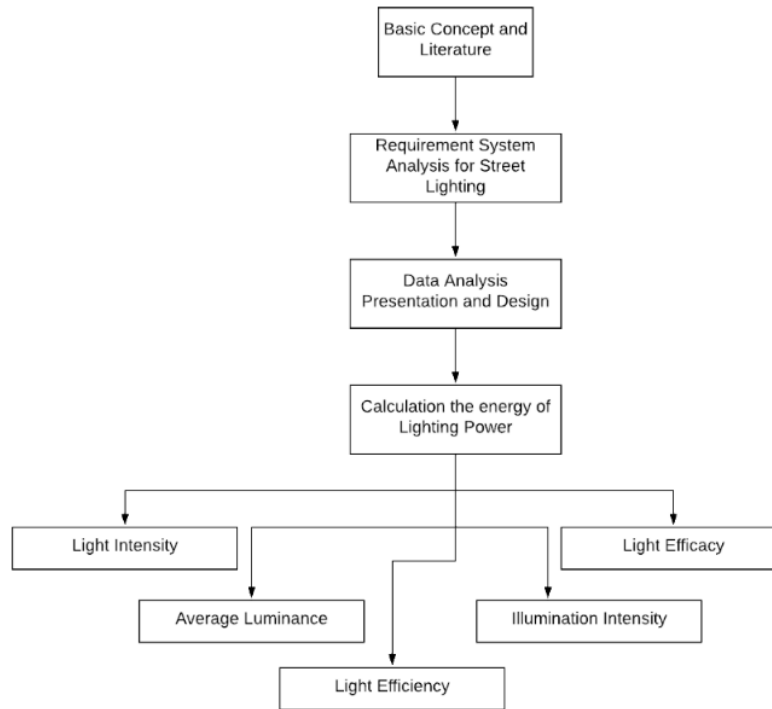 Basic Concept and
Literature
Requirement System
Analysis for Street
Lighting
Data Analysis
Presentation and Design
Calculation the energy of
Lighting Power
Light Intensity
Light Efficacy
Average Luminance
Illumination Intensity
Light Efficiency